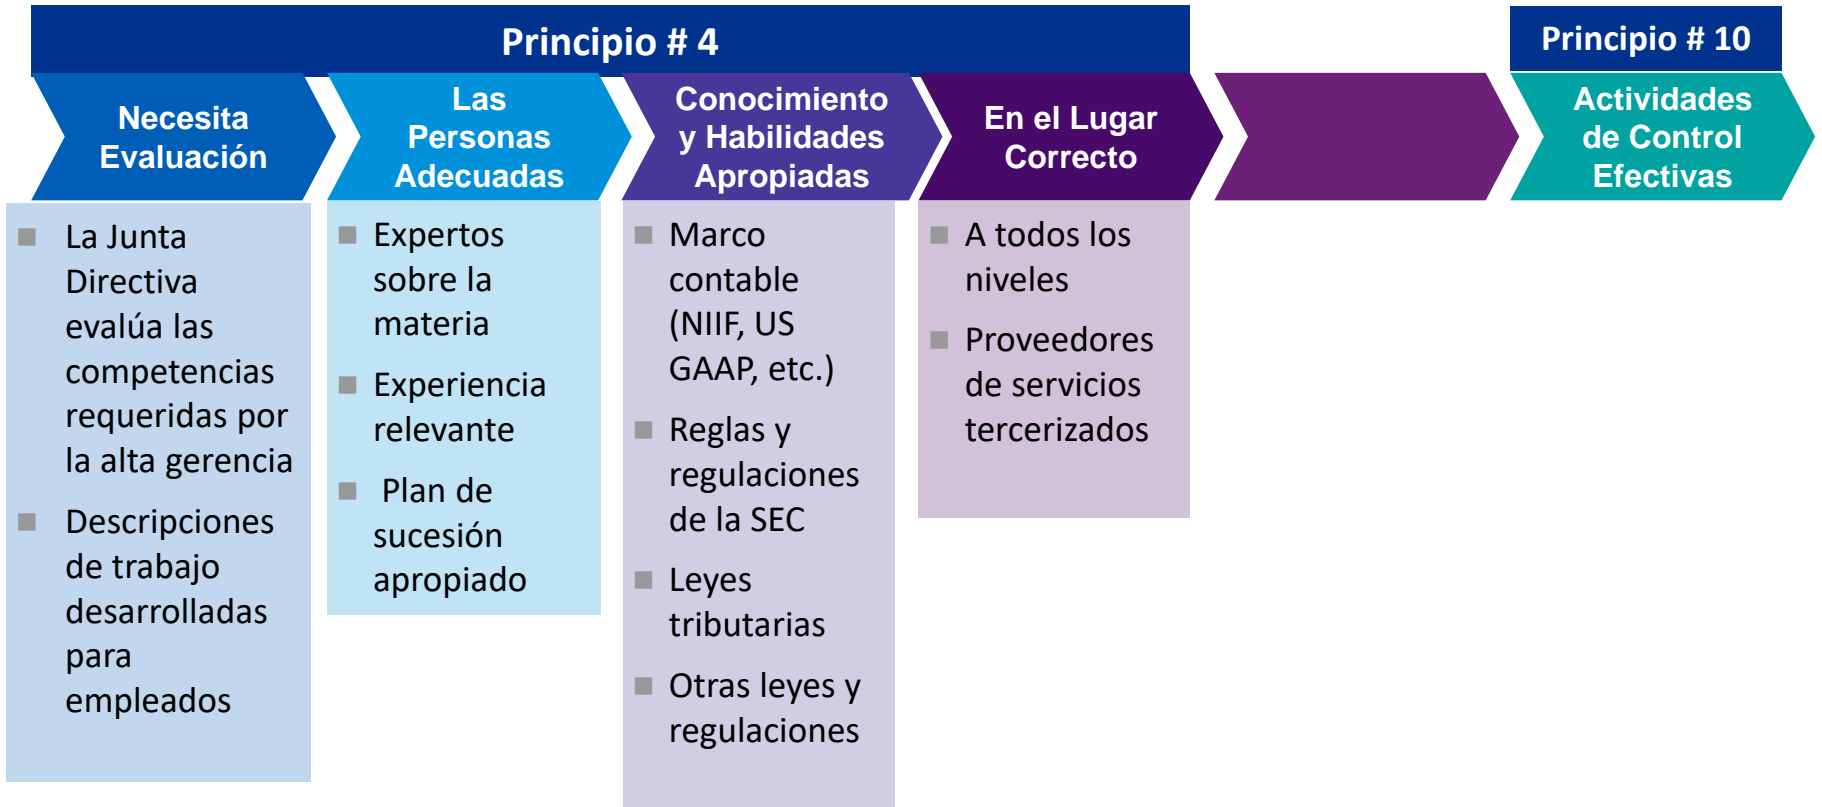 Principio # 4
Principio # 10
Necesita
Evaluación
Las
Personas
Adecuadas
Conocimiento
y Habilidades
Apropiadas
En el Lugar
Correcto
Actividades
de Control
Efectivas
La Junta
Directiva
evalúa las
competencias
requeridas por
la alta gerencia
Descripciones
de trabajo
desarrolladas
para
empleados
Expertos
sobre la
materia
Experiencia
relevante
Plan de
sucesión
apropiado
Marco
contable
(NIIF, US
GAAP, etc.)
Reglas y
regulaciones
de la SEC
Leyes
tributarias
Otras leyes y
regulaciones
A todos los
niveles
Proveedores
de servicios
tercerizados